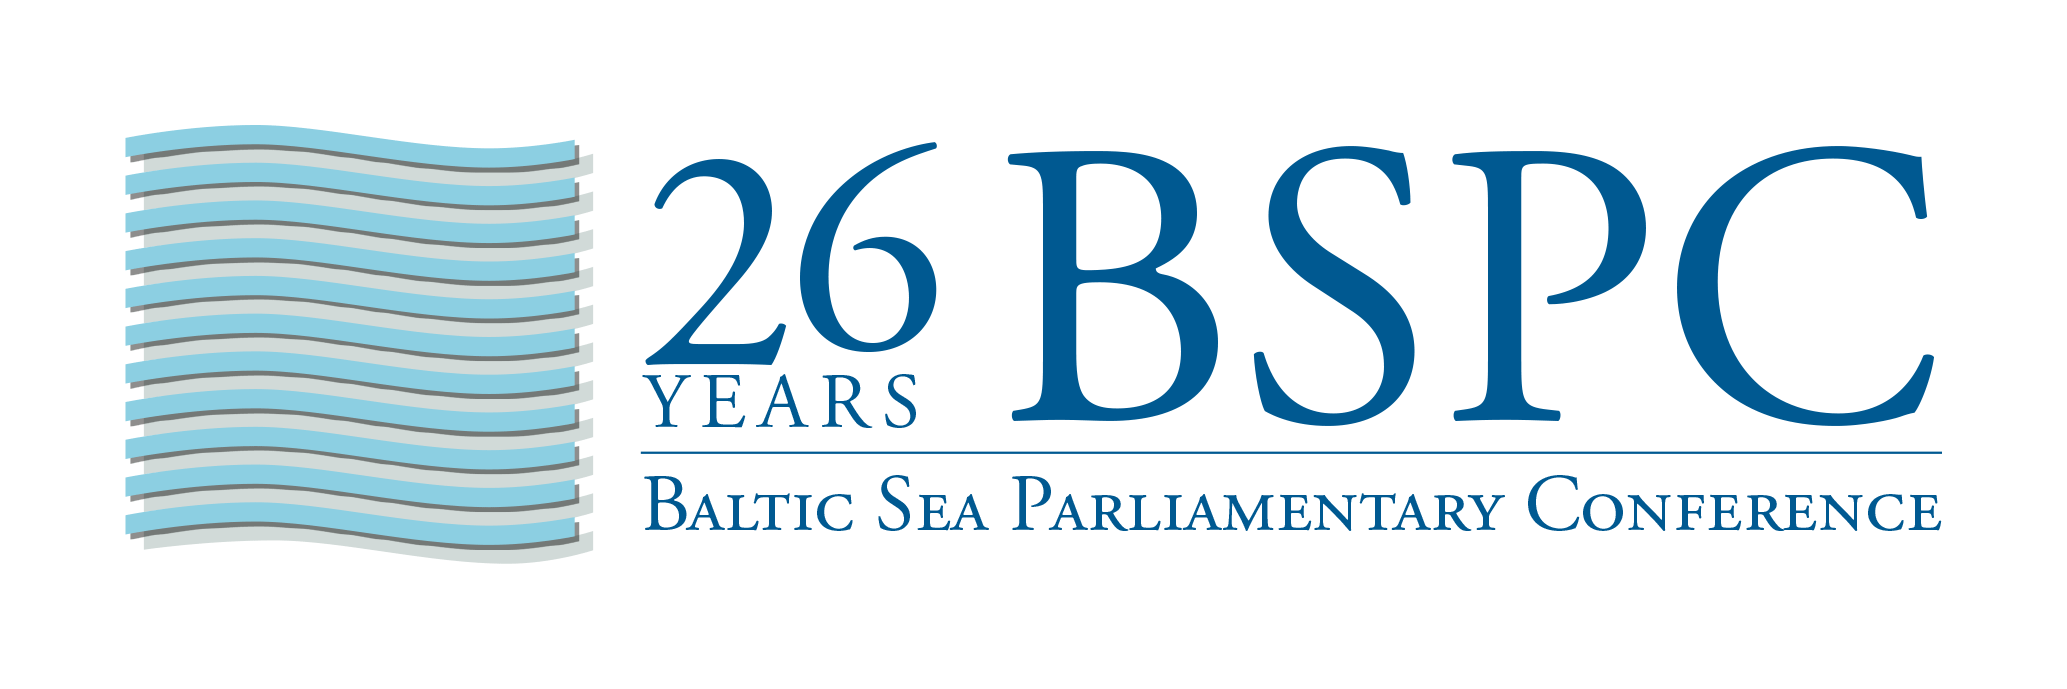 26 BSPC
YEARS
Baltic Sea Parliamentary Conference